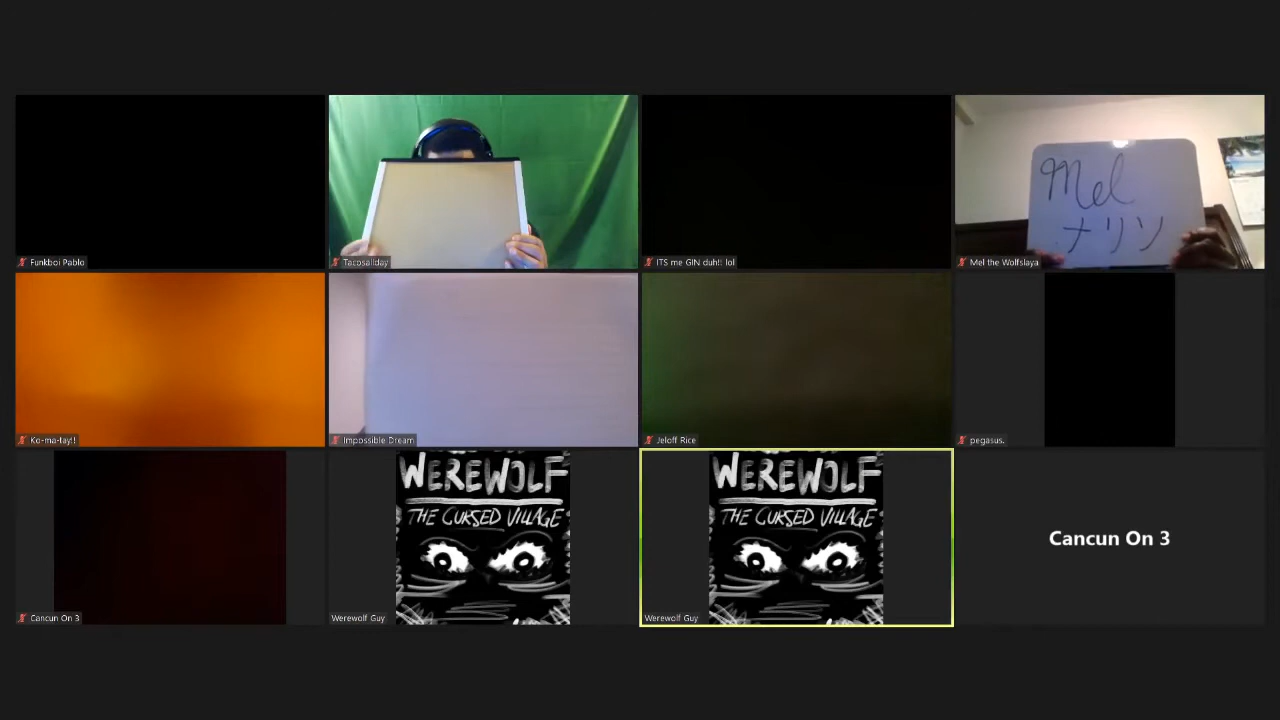 Funkboi Pablo
Tacosallday
ITS me GIN duh!! lol
Mel
メリソ
Mel the Wolfslaya
Ko-ma-tay!!
Impossible Dream
Jeloff Rice
pegasus.
Cancun On 3
WEREWOLF
THE CURSED VILLAGE
Werewolf Guy
WEREWOLF
THE CURSED VILLAGE
Werewolf Guy
Cancun On 3